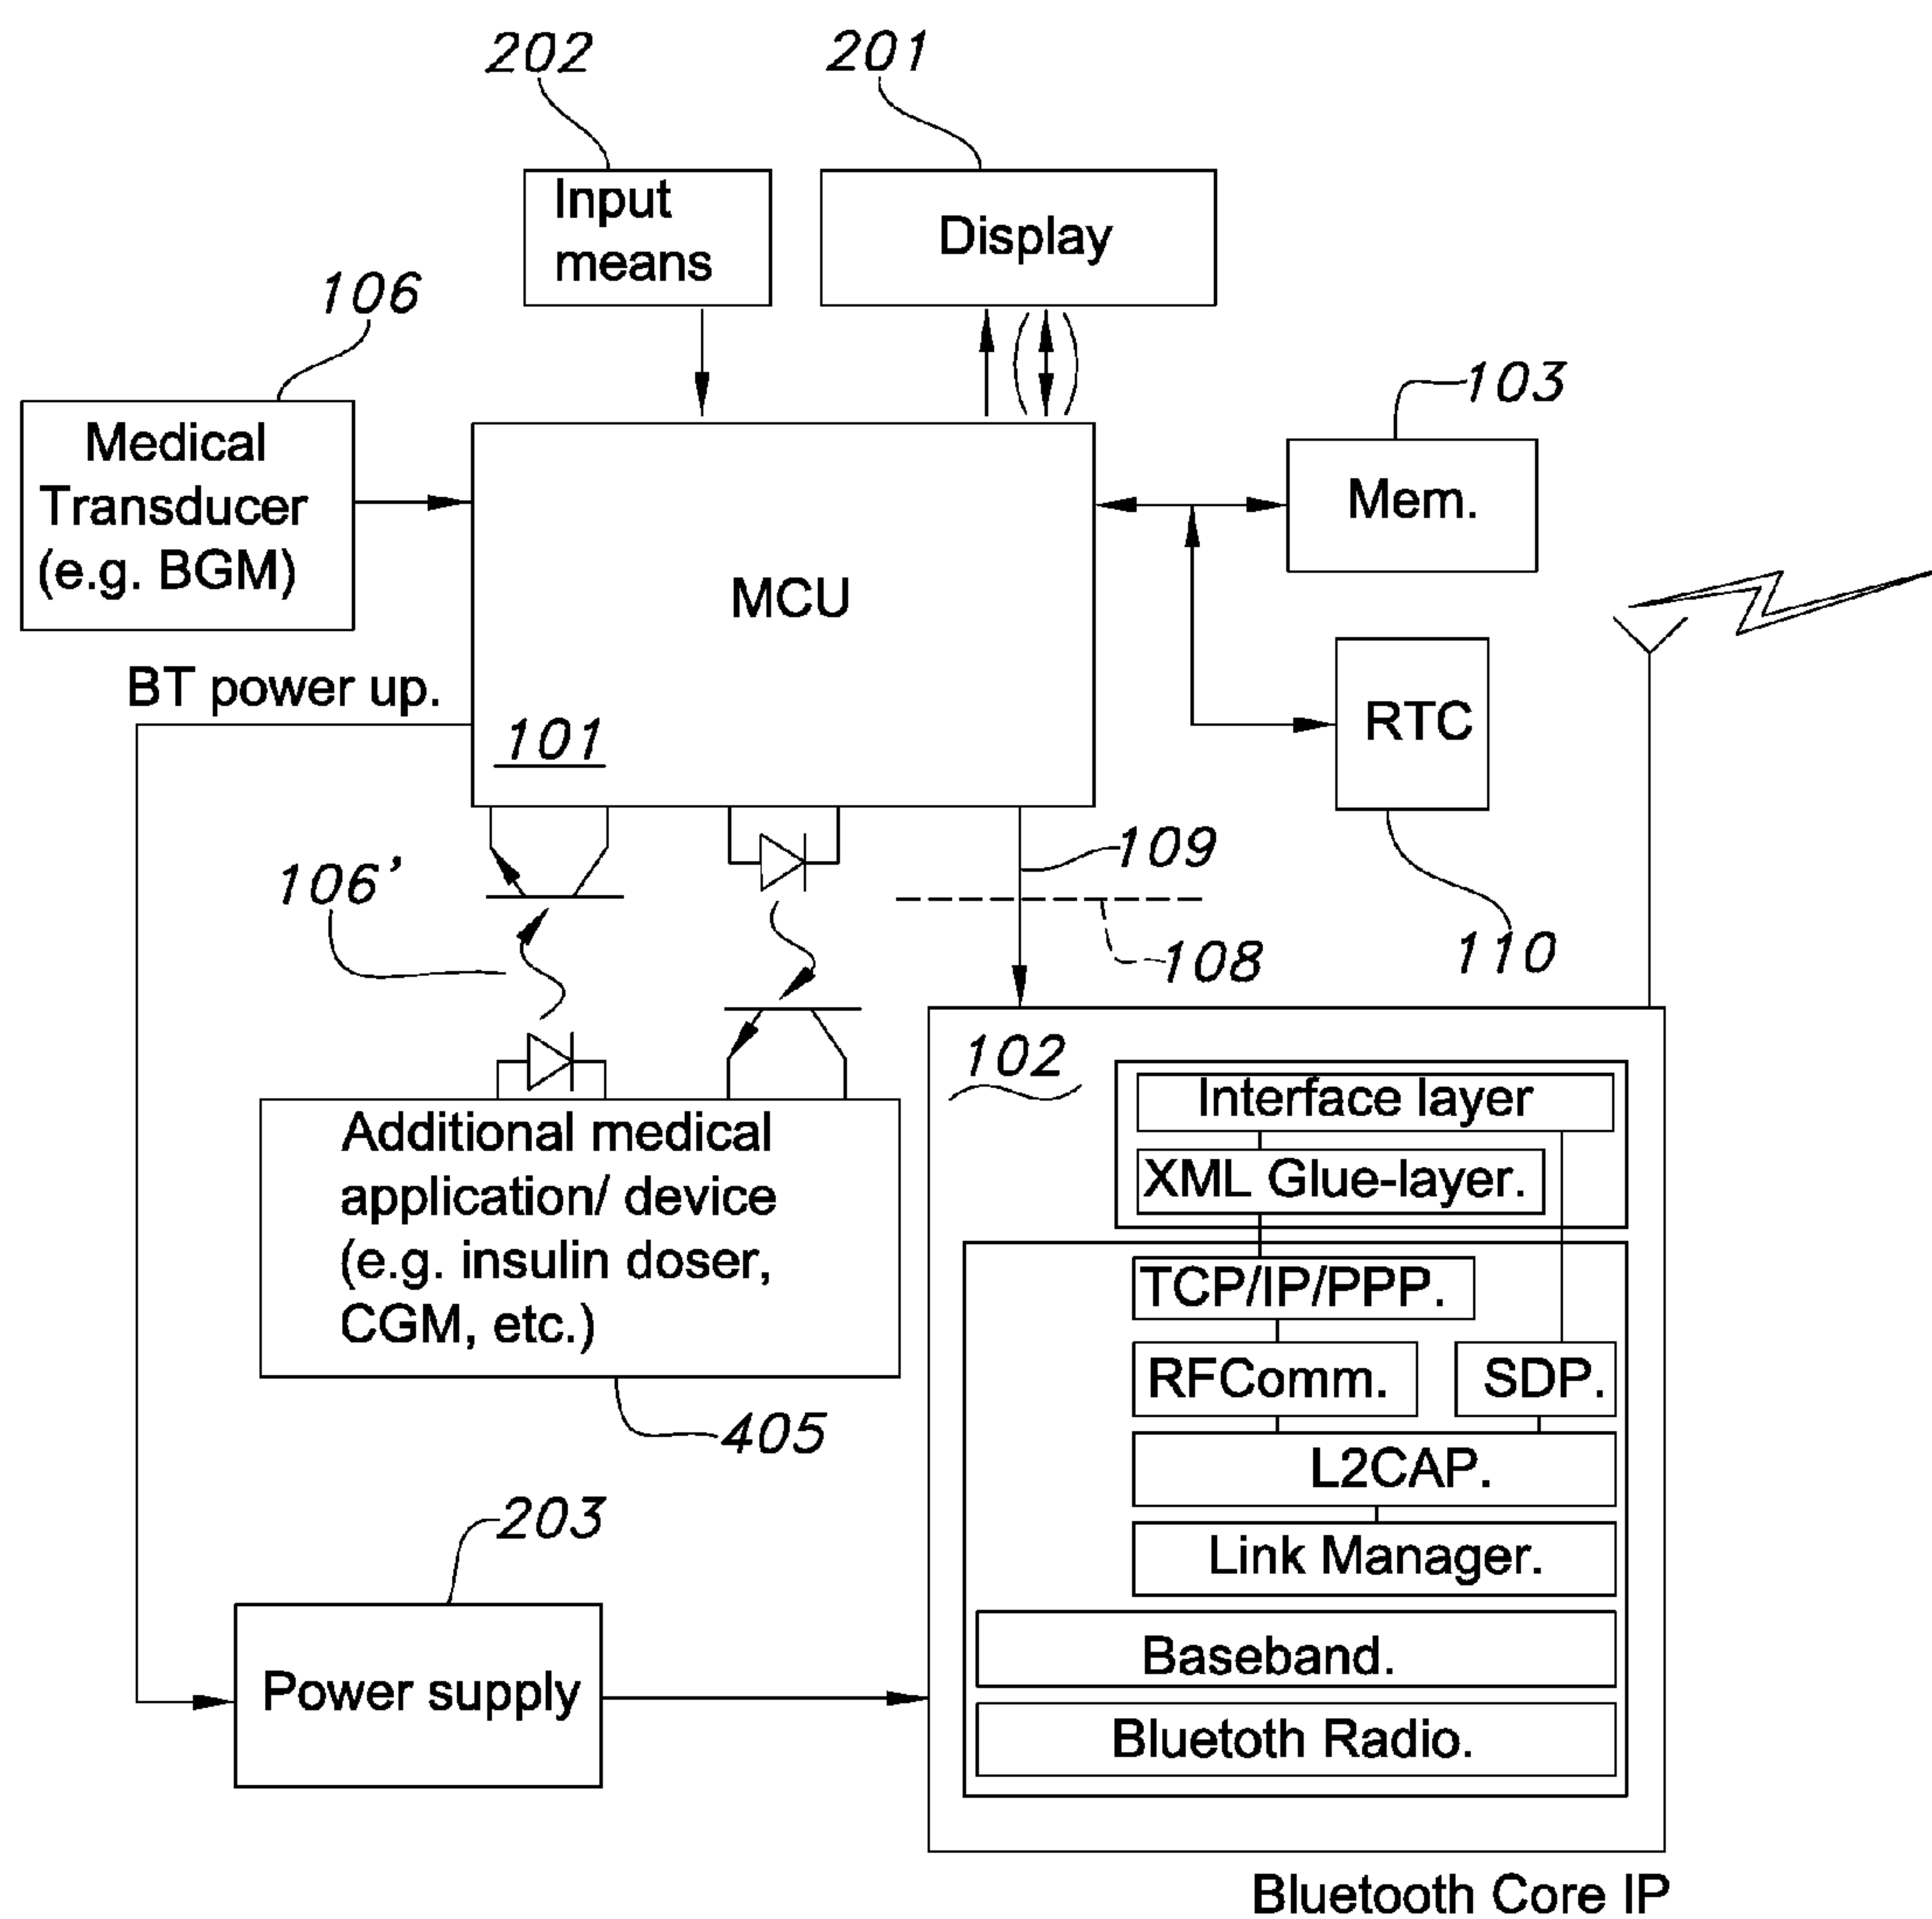 202
201
Input
means
Display
106
103
Medical
Transducer
(e.g. BGM)
Mem.
MCU
BT power up.
101
RTC
109
106’
108
110
102
Interface layer
XML Glue-layer.
Additional medical
application/ device
(e.g. insulin doser,
CGM, etc.)
TCP/IP/PPP.
RFComm.
SDP.
405
L2CAP.
203
Link Manager.
Baseband.
Power supply
Bluetoth Radio.
Bluetooth Core IP